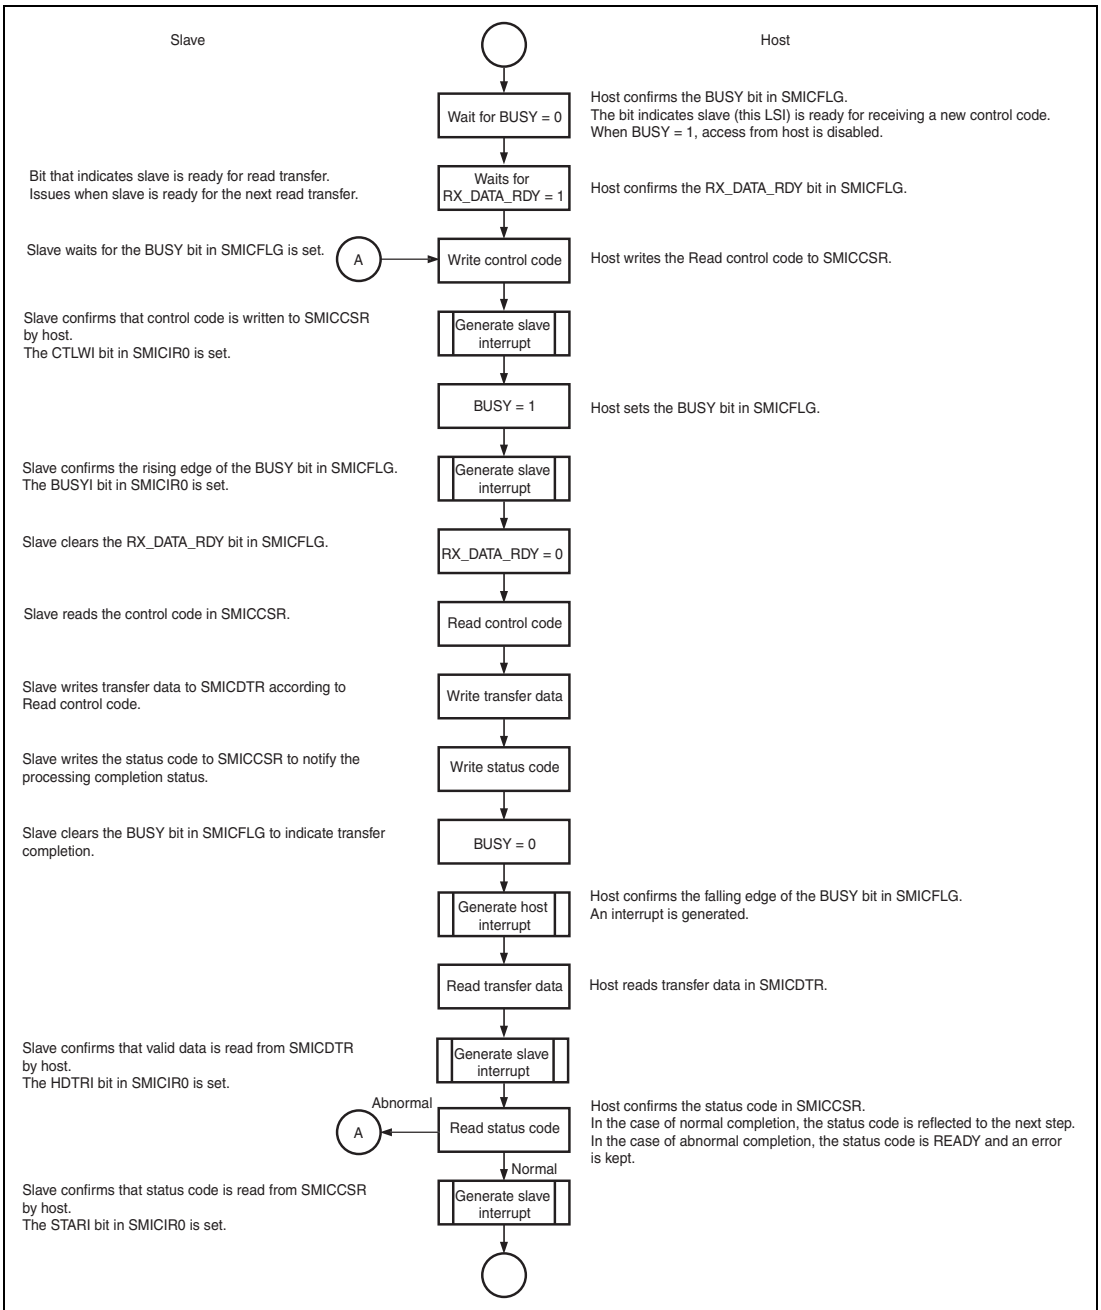 Slave
Host
Wait for BUSY = 0
Host confirms the BUSY bit in SMICFLG.
The bit indicates slave (this LSI) is ready for receiving a new control code.
When BUSY = 1, access from host is disabled.
Bit that indicates slave is ready for read transfer.
Issues when slave is ready for the next read transfer.
Waits for
RX_DATA_RDY = 1
Host confirms the RX_DATA_RDY bit in SMICFLG.
Slave waits for the BUSY bit in SMICFLG is set.
A
Write control code
Host writes the Read control code to SMICCSR.
Slave confirms that control code is written to SMICCSR
by host.
The CTLWI bit in SMICIR0 is set.
Generate slave
interrupt
BUSY = 1
Host sets the BUSY bit in SMICFLG.
Slave confirms the rising edge of the BUSY bit in SMICFLG.
The BUSYI bit in SMICIR0 is set.
Generate slave
interrupt
Slave clears the RX_DATA_RDY bit in SMICFLG.
RX_DATA_RDY = 0
Slave reads the control code in SMICCSR.
Read control code
Slave writes transfer data to SMICDTR according to
Read control code.
Write transfer data
Slave writes the status code to SMICCSR to notify the
processing completion status.
Write status code
Slave clears the BUSY bit in SMICFLG to indicate transfer
completion.
BUSY = 0
Generate host
interrupt
Host confirms the falling edge of the BUSY bit in SMICFLG.
An interrupt is generated.
Read transfer data
Host reads transfer data in SMICDTR.
Slave confirms that valid data is read from SMICDTR
by host.
The HDTRI bit in SMICIR0 is set.
Generate slave
interrupt
Abnormal
A
Read status code
Host confirms the status code in SMICCSR.
In the case of normal completion, the status code is reflected to the next step.
In the case of abnormal completion, the status code is READY and an error
is kept.
Normal
Slave confirms that status code is read from SMICCSR
by host.
The STARI bit in SMICIR0 is set.
Generate slave
interrupt